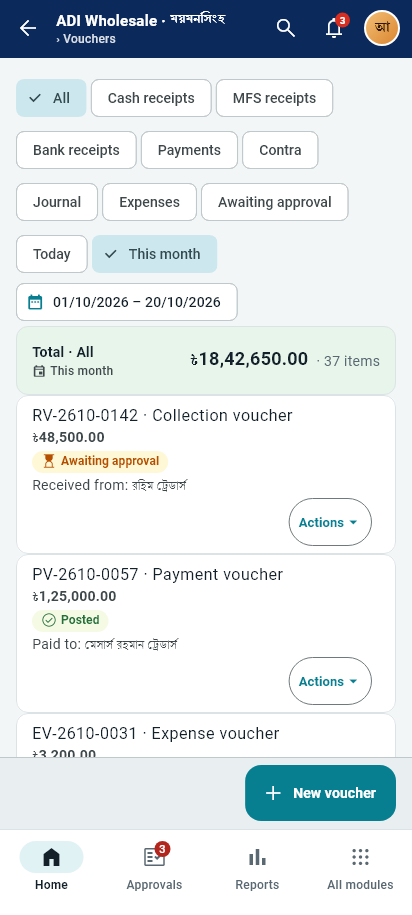 ADI Wholesale · ময়মনসিংহ
› Vouchers
3
আ
All
Cash receipts
MFS receipts
Bank receipts
Payments
Contra
Journal
Expenses
Awaiting approval
Today
This month
01/10/2026 – 20/10/2026
Total · All
This month
৳18,42,650.00 · 37 items
RV-2610-0142 · Collection voucher
৳48,500.00
Awaiting approval
Received from: রহিম ট্রেডার্স
Actions
PV-2610-0057 · Payment voucher
৳1,25,000.00
Posted
Paid to: মেসার্স রহমান ট্রেডার্স
Actions
EV-2610-0031 · Expense voucher
৳3,200.00
New voucher
Home
3
Approvals
Reports
All modules